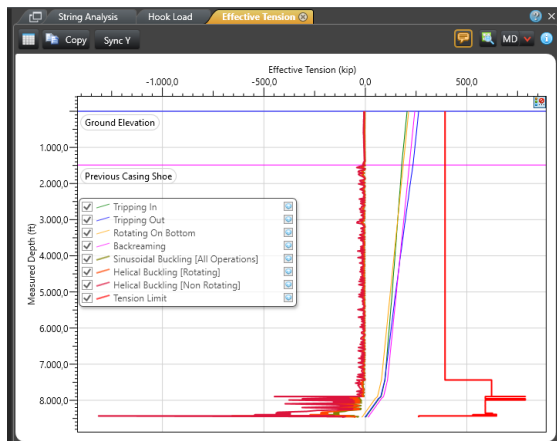 String Analysis Hook Load Effective Tension
Copy Sync Y MD
Effective Tension (kip)
-1.000,0 -500,0 0,0 500,0
Ground Elevation
1.000,0
Previous Casing Shoe
2.000,0
Tripping In
3.000,0
Tripping Out
Rotating On Bottom
Backreaming
4.000,0
Sinusoidal Buckling [All Operations]
Helical Buckling [Rotating]
Helical Buckling [Non Rotating]
5.000,0
Tension Limit
6.000,0
7.000,0
8.000,0
Measured Depth (ft)